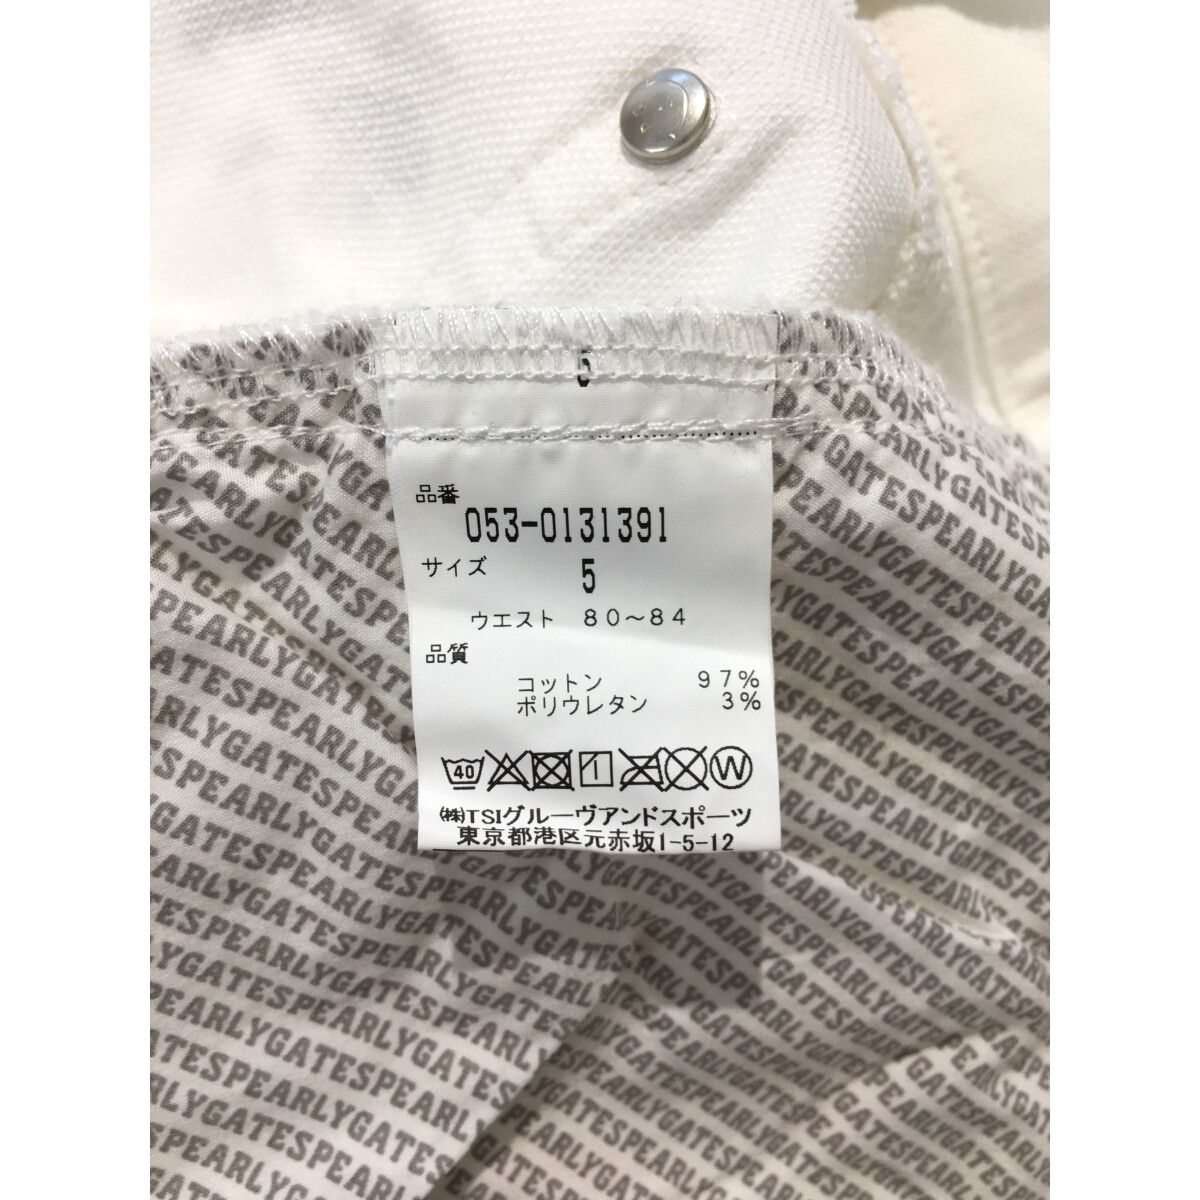 5
品番
053-0131391
サイズ 5
ウエスト 80～84
品質
コットン 97%
ポリウレタン 3%
40 W
㈱TSIグルーヴアンドスポーツ
東京都港区元赤坂1-5-12
PEARLYGATESPEARLYGATESPEARLYGATES